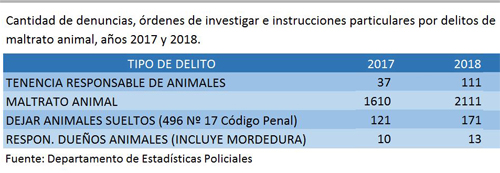 Cantidad de denuncias, órdenes de investigar e instrucciones particulares por delitos de
maltrato animal, años 2017 y 2018.
TIPO DE DELITO 2017 2018
TENENCIA RESPONSABLE DE ANIMALES 37 111
MALTRATO ANIMAL 1610 2111
DEJAR ANIMALES SUELTOS (496 Nº 17 Código Penal) 121 171
RESPON. DUEÑOS ANIMALES (INCLUYE MORDEDURA) 10 13
Fuente: Departamento de Estadísticas Policiales